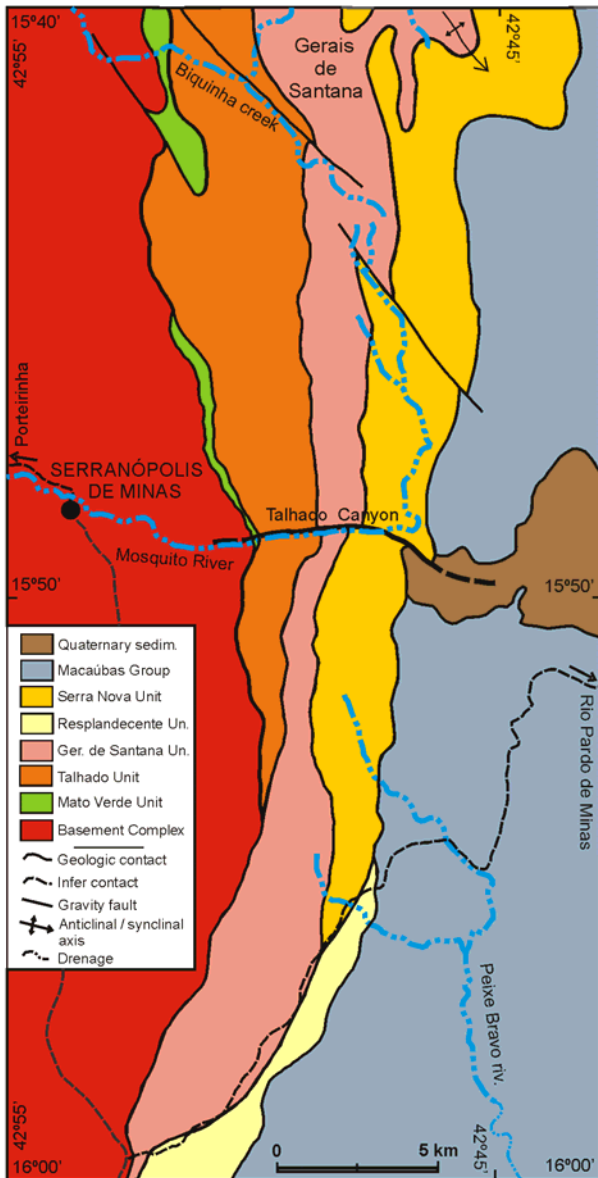 15º40'
42º55'
42º45'
Gerais
de
Santana
Biquinha creek
Porteirinha
SERRANÓPOLIS
DE MINAS
Talhado Canyon
Mosquito River
15º50'
15º50'
Quaternary sedim.
Macaúbas Group
Serra Nova Unit
Resplandecente Un.
Ger. de Santana Un.
Talhado Unit
Mato Verde Unit
Basement Complex
Geologic contact
Infer contact
Gravity fault
Anticlinal / synclinal
axis
Drenage
Rio Pardo de Minas
Peixe Bravo riv.
42º55'
16º00'
0
5 km
42º45'
16º00'